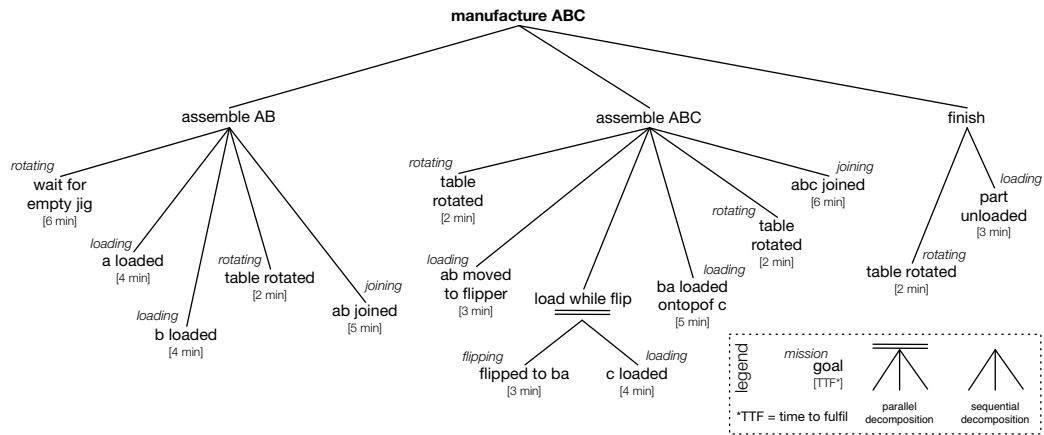 manufacture ABC
assemble AB
assemble ABC
finish
rotating
wait for
empty jig
[6 min]
loading
a loaded
[4 min]
loading
b loaded
[4 min]
rotating
table rotated
[2 min]
joining
ab joined
[5 min]
rotating
table
rotated
[2 min]
loading
ab moved
to flipper
[3 min]
load while flip
flipping
flipped to ba
[3 min]
loading
c loaded
[4 min]
loading
ba loaded
ontopof c
[5 min]
rotating
table
rotated
[2 min]
joining
abc joined
[6 min]
rotating
table rotated
[2 min]
loading
part
unloaded
[3 min]
legend
mission
goal
[TTF*]
*TTF = time to fulfil
parallel
decomposition
sequential
decomposition